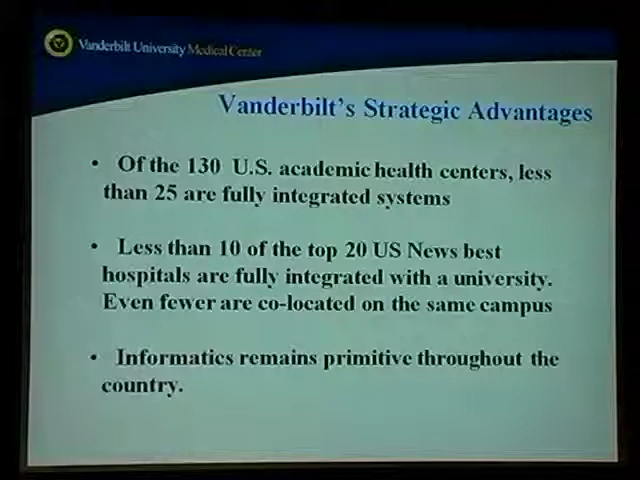 Vanderbilt University Medical Center
Vanderbilt's Strategic Advantages
• Of the 130 U.S. academic health centers, less
than 25 are fully integrated systems
• Less than 10 of the top 20 US News best
hospitals are fully integrated with a university.
Even fewer are co-located on the same campus
• Informatics remains primitive throughout the
country.